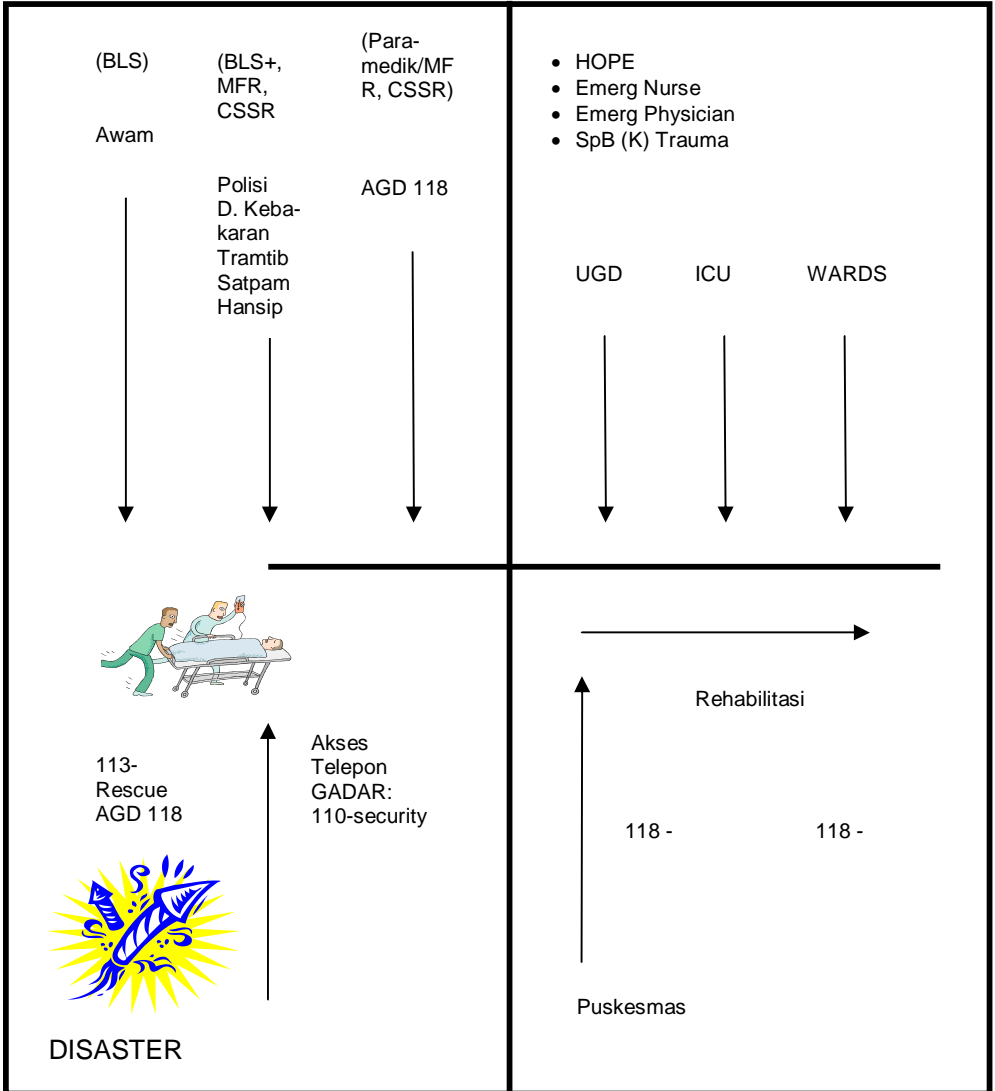 (BLS)
Awam
(BLS+,
MFR,
CSSR
Polisi
D. Keba-
karan
Tramtib
Satpam
Hansip
(Para-
medik/MF
R, CSSR)
AGD 118
• HOPE
• Emerg Nurse
• Emerg Physician
• SpB (K) Trauma
UGD
ICU
WARDS
113-
Rescue
AGD 118
Akses
Telepon
GADAR:
110-security
DISASTER
Rehabilitasi
118 -
118 -
Puskesmas